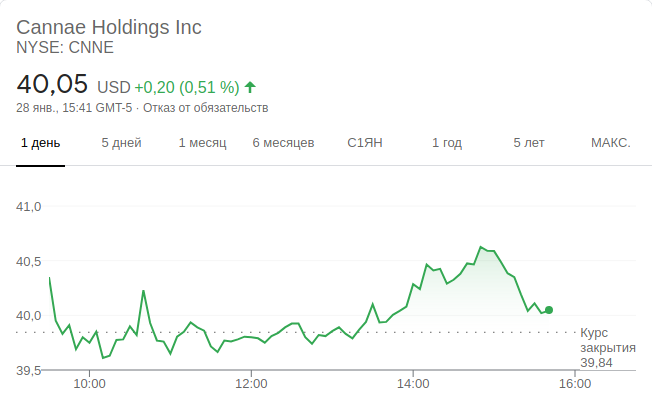 Cannae Holdings Inc
NYSE: CNNE
40,05 USD +0,20 (0,51 %)
28 янв., 15:41 GMT-5 · Отказ от обязательств
1 день 5 дней 1 месяц 6 месяцев С1ЯН 1 год 5 лет МАКС.
41,0
40,5
40,0
Курс
закрытия
39,84
39,5
10:00 12:00 14:00 16:00